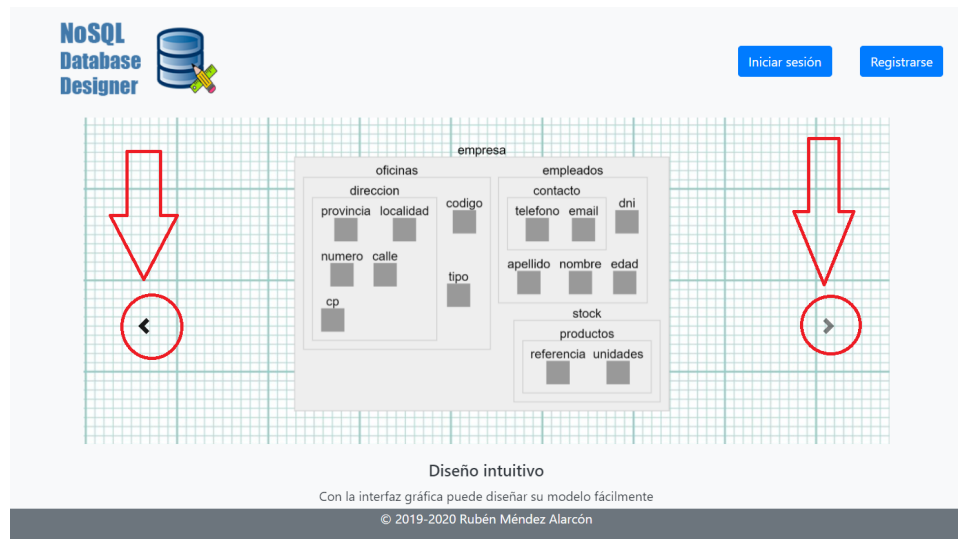 NoSQL
Database
Designer
Iniciar sesión
Registrarse
empresa
oficinas
direccion
provincia localidad
codigo
numero calle
tipo
cp
empleados
contacto
telefono email
dni
apellido nombre edad
stock
productos
referencia unidades
Diseño intuitivo
Con la interfaz gráfica puede diseñar su modelo fácilmente
© 2019-2020 Rubén Méndez Alarcón